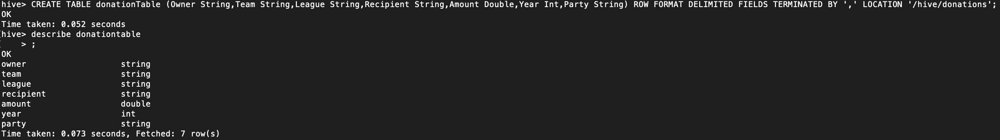 hive> CREATE TABLE donationTable (Owner String,Team String,League String,Recipient String,Amount Double,Year Int,Party String) ROW FORMAT DELIMITED FIELDS TERMINATED BY ',' LOCATION '/hive/donations';
OK
Time taken: 0.052 seconds
hive> describe donationtable
    > ;
OK
owner                   string
team                    string
league                  string
recipient               string
amount                  double
year                    int
party                   string
Time taken: 0.073 seconds, Fetched: 7 row(s)